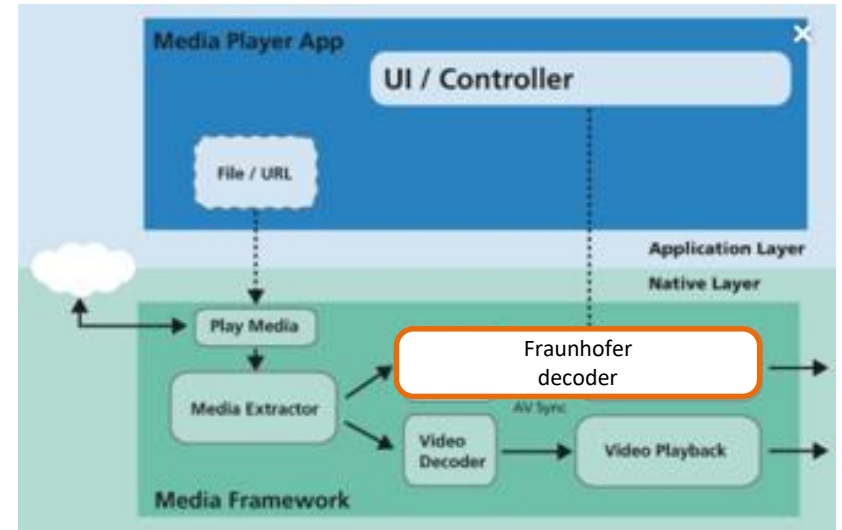 Media Player App
UI / Controller
File / URL
Application Layer
Native Layer
Play Media
Fraunhofer
decoder
Media Extractor
AV Sync
Video
Decoder
Video Playback
Media Framework